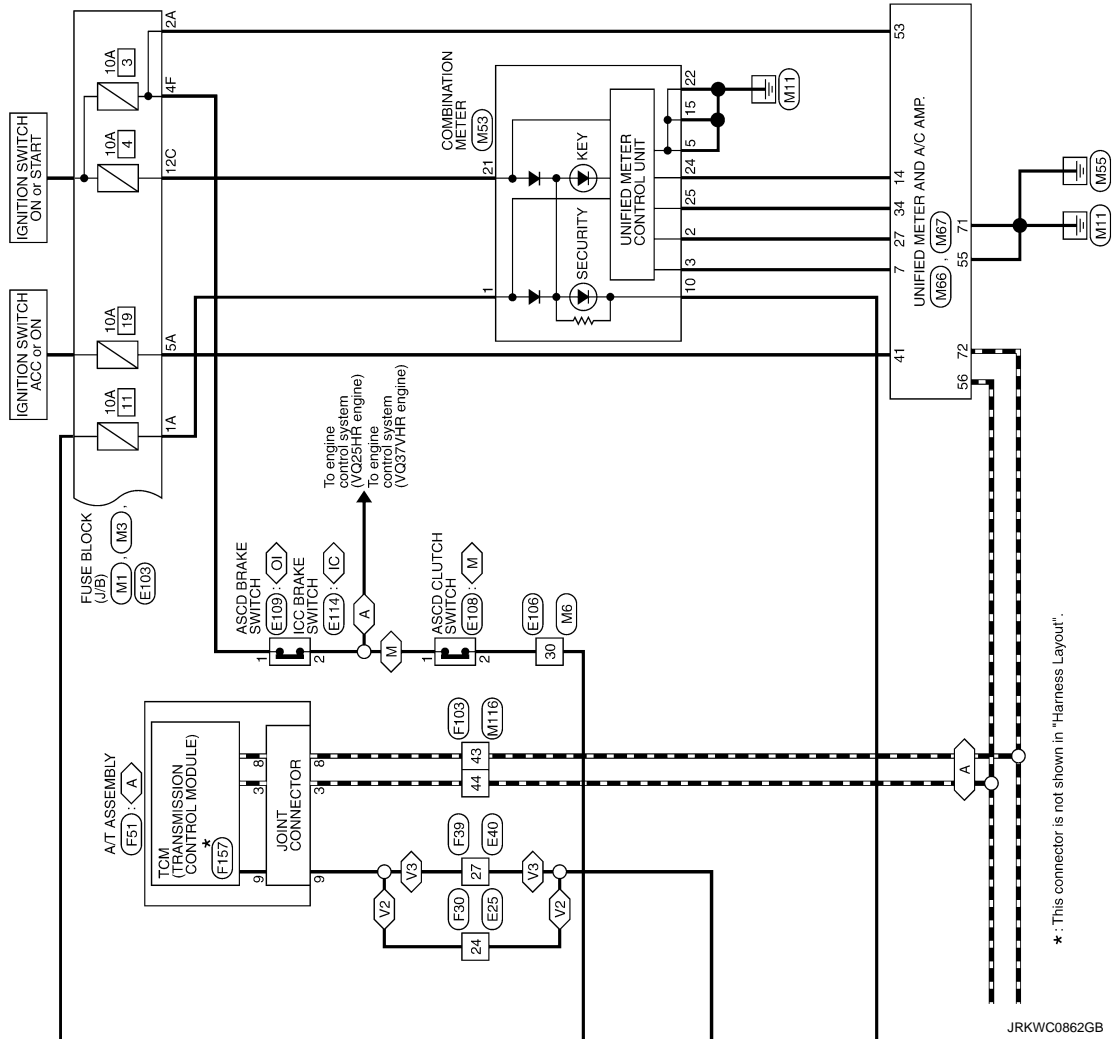 IGNITION SWITCH
ON or START
IGNITION SWITCH
ACC or ON
FUSE BLOCK
(J/B)
M1
,
M3
,
E103
10A
3
10A
4
10A
19
10A
11
2A
4F
12C
5A
1A
COMBINATION
METER
M53
21
1
KEY
SECURITY
UNIFIED METER
CONTROL UNIT
22
15
5
24
25
2
3
10
M11
53
14
34
27
7
41
UNIFIED METER AND A/C AMP.
M66
,
M67
71
55
72
56
M55
M11
To engine
control system
(VQ25HR engine)
To engine
control system
(VQ37VHR engine)
ASCD BRAKE
SWITCH
E109
:
OI
ICC BRAKE
SWITCH
E114
:
IC
1
2
A
M
ASCD CLUTCH
SWITCH
E108
:
M
1
2
E106
30
M6
A/T ASSEMBLY
F51
:
A
TCM
(TRANSMISSION
CONTROL MODULE)
*
F157
JOINT
CONNECTOR
8
3
9
8
3
9
F103
43
44
M116
A
F39
27
E40
V3
V3
F30
24
E25
V2
V2
* : This connector is not shown in "Harness Layout".
JRKWC0862GB